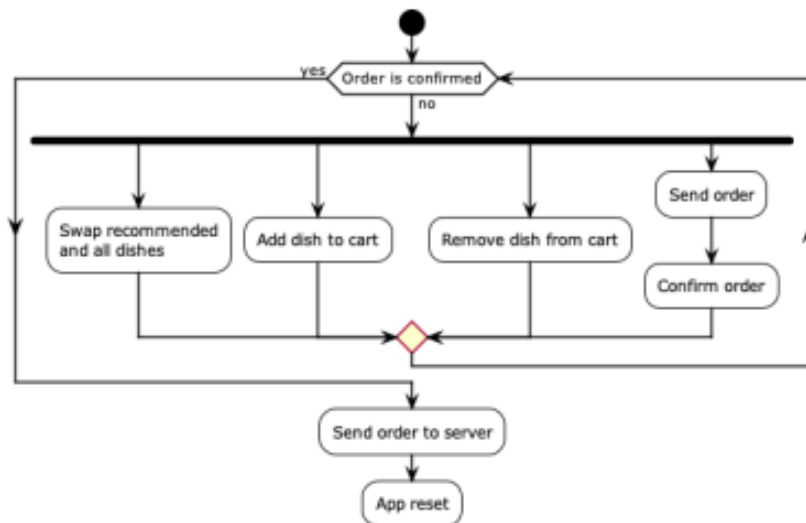 yes
Order is confirmed
no
Swap recommended
and all dishes
Add dish to cart
Remove dish from cart
Send order
Confirm order
Send order to server
App reset